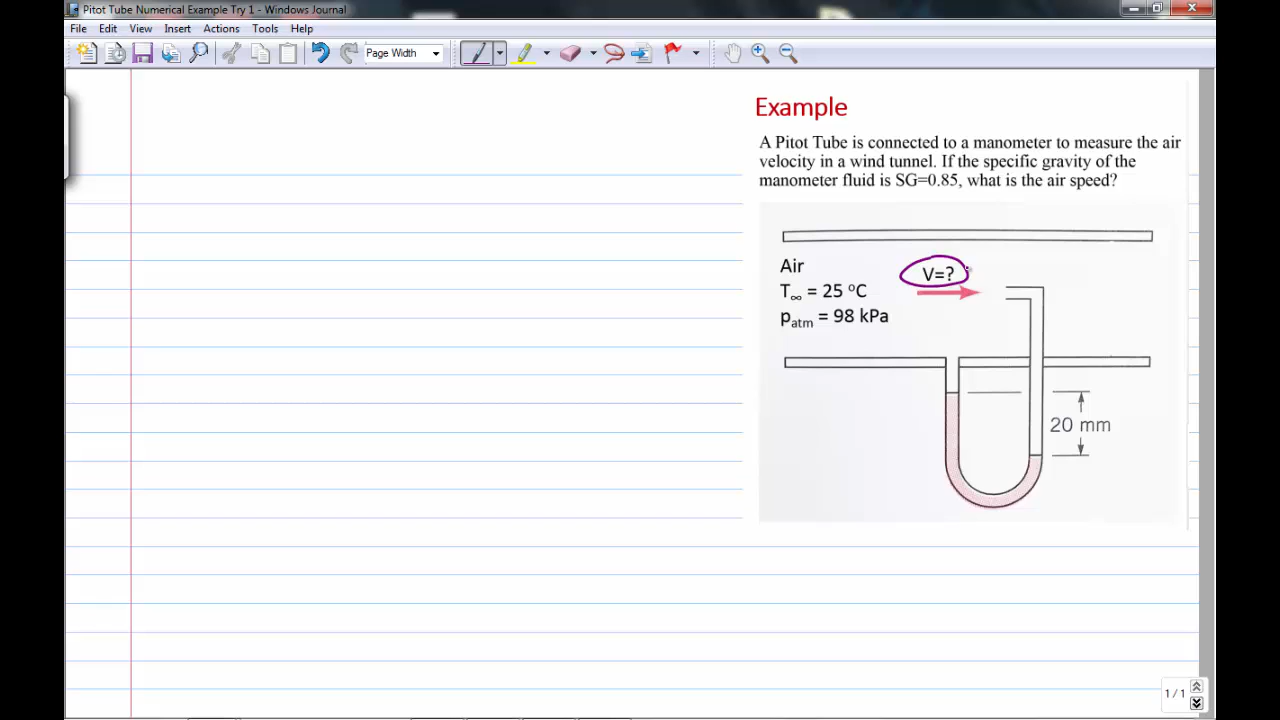 Pitot Tube Numerical Example Try 1 - Windows Journal
File Edit View Insert Actions Tools Help
Page Width
Example
A Pitot Tube is connected to a manometer to measure the air
velocity in a wind tunnel. If the specific gravity of the
manometer fluid is SG=0.85, what is the air speed?
Air
V=?
T∞ = 25 °C
patm = 98 kPa
20 mm
1 / 1